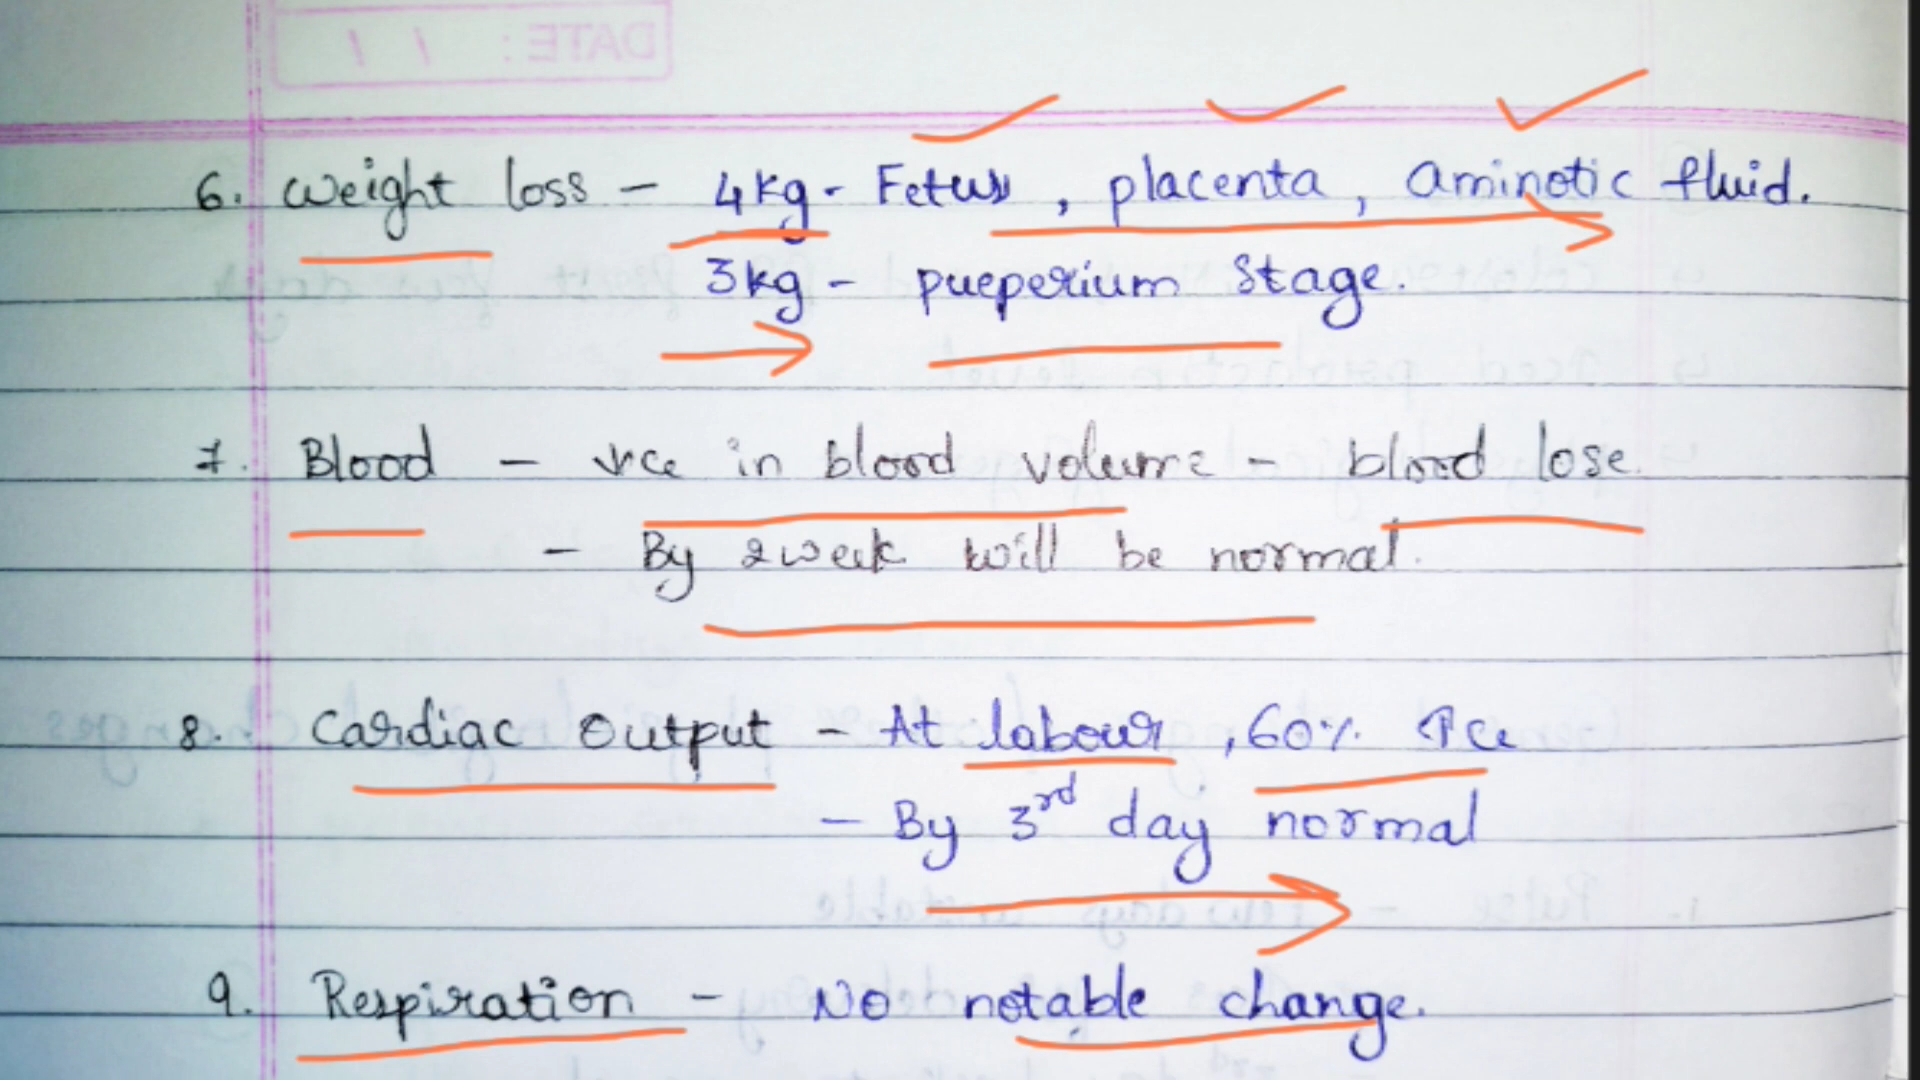 DATE: / /
6. Weight loss - 4kg - Fetus, placenta, aminotic fluid.
3kg - pueperium Stage.
7. Blood - ↓ce in blood volume - blood lose.
- By 2 week will be normal.
8. Cardiac Output - At labour, 60% ↑ce
- By 3rd day normal
9. Respiration - No notable change.